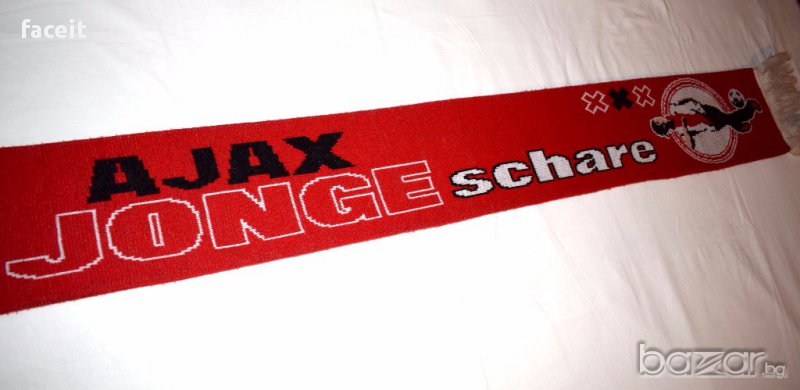 faceit
AJAX
JONGE schare
bazar.bg